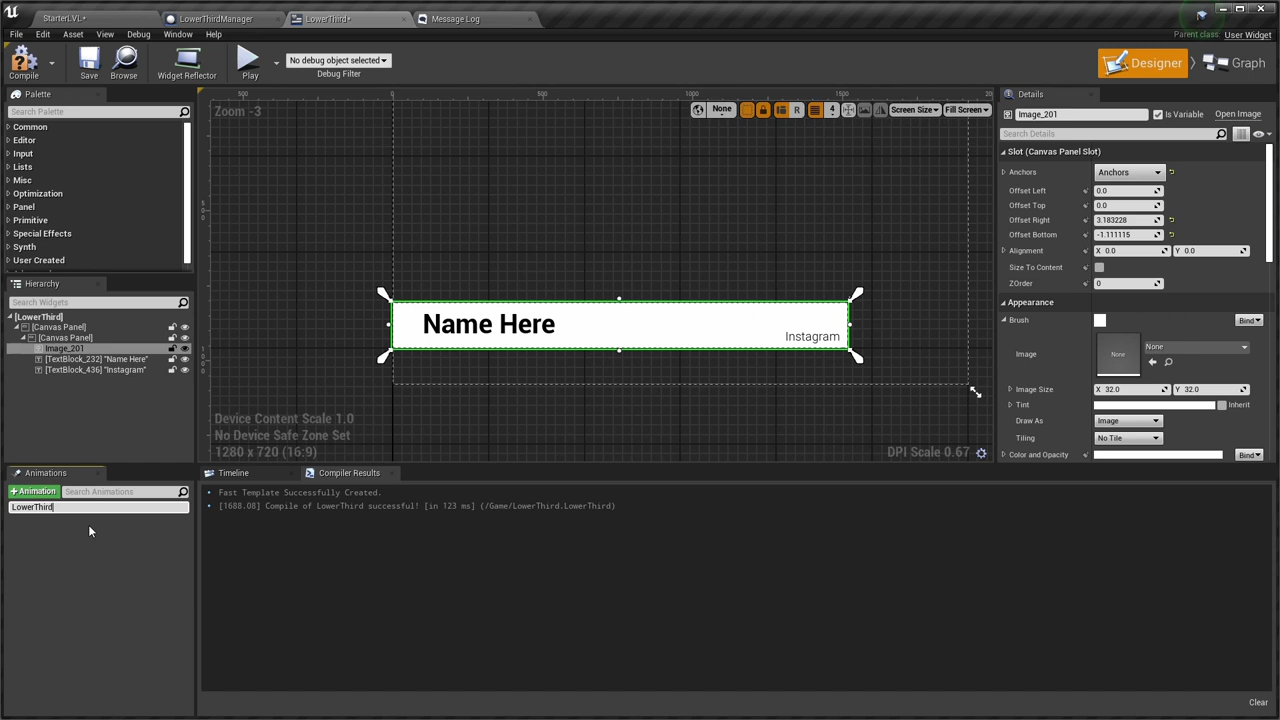 StarterLVL*
LowerThirdManager
LowerThird*
Message Log
File Edit Asset View Debug Window Help
Parent class: User Widget
Compile
Save
Browse
Widget Reflector
Play
No debug object selected
Debug Filter
Designer
Graph
Palette
Search Palette
Common
Editor
Input
Lists
Misc
Optimization
Panel
Primitive
Special Effects
Synth
User Created
Hierarchy
Search Widgets
[LowerThird]
[Canvas Panel]
[Canvas Panel]
Image_201
[TextBlock_232] "Name Here"
[TextBlock_436] "Instagram"
Animations
+ Animation
Search Animations
LowerThird
500 0 500 1000 1500 20
Zoom -3
None
R
4
Screen Size
Fill Screen
Name Here
Instagram
Device Content Scale 1.0
No Device Safe Zone Set
1280 x 720 (16:9)
DPI Scale 0.67
Timeline
Compiler Results
Fast Template Successfully Created.
[1688.08] Compile of LowerThird successful! [in 123 ms] (/Game/LowerThird.LowerThird)
Clear
Details
Image_201
Is Variable
Open Image
Search Details
Slot (Canvas Panel Slot)
Anchors Anchors
Offset Left 0.0
Offset Top 0.0
Offset Right 3.183228
Offset Bottom -1.111115
Alignment X 0.0 Y 0.0
Size To Content
ZOrder 0
Appearance
Brush Bind
Image None None
Image Size X 32.0 Y 32.0
Tint Inherit
Draw As Image
Tiling No Tile
Color and Opacity Bind